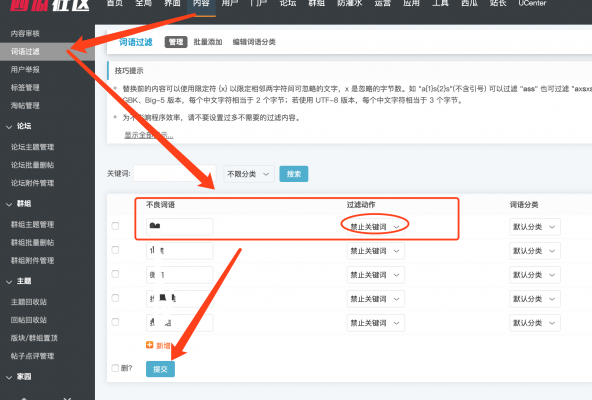 西瓜社区
首页 全局 界面 内容 用户 门户 论坛 群组 防灌水 运营 应用 工具 西瓜 站长 UCenter
内容审核
词语过滤
用户举报
标签管理
淘帖管理
论坛
论坛主题管理
论坛批量删帖
论坛附件管理
群组
群组主题管理
群组批量删帖
群组附件管理
主题
主题回收站
回帖回收站
版块/群组置顶
帖子点评管理
家园
词语过滤 管理 批量添加 编辑词语分类
技巧提示
替换前的内容可以使用限定符 {x} 以限定相邻两字符间可忽略的文字，x 是忽略的字节数。如 "a{1}s{2}s"(不含引号) 可以过滤 "ass" 也可过滤 "axsx
GBK、Big-5 版本，每个中文字符相当于 2 个字节；若使用 UTF-8 版本，每个中文字符相当于 3 个字节。
为不影响程序效率，请不要设置过多不需要的过滤内容。
显示全部提示...
关键词: 不限分类 搜索
不良词语 过滤动作 词语分类
禁止关键词 默认分类
禁止关键词 默认分类
禁止关键词 默认分类
禁止关键词 默认分类
禁止关键词 默认分类
新增
删? 提交